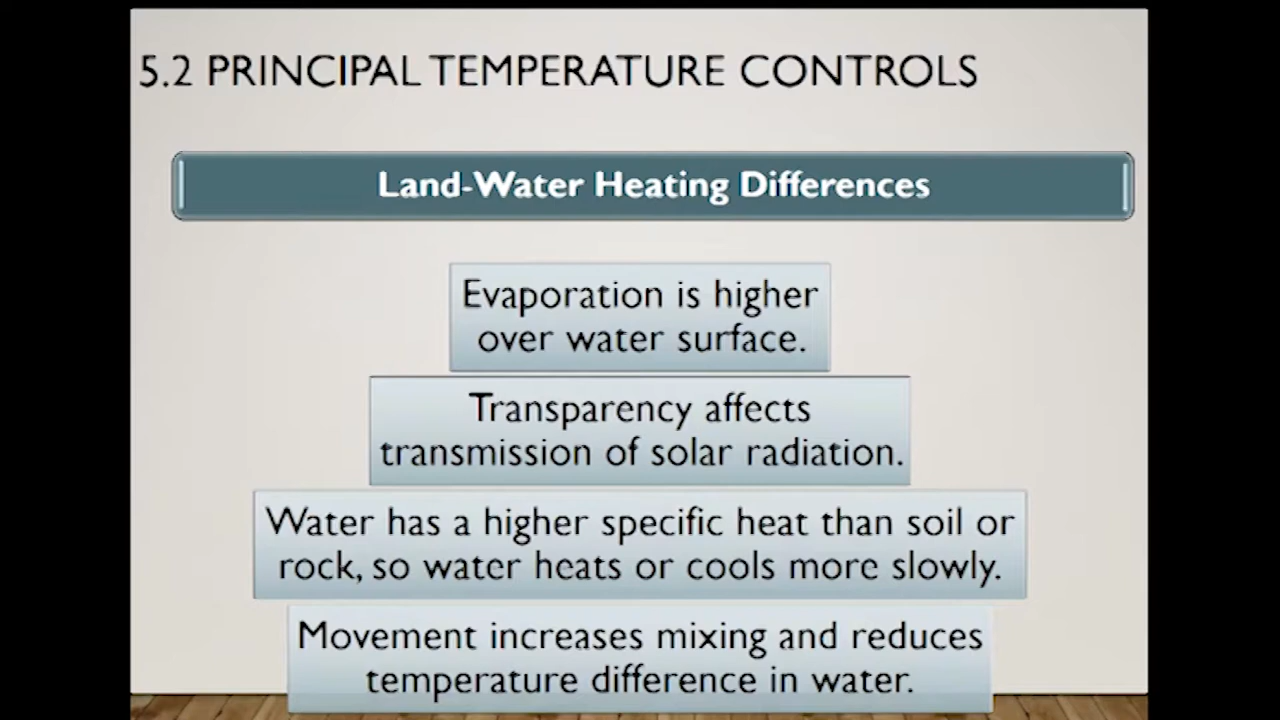 5.2 PRINCIPAL TEMPERATURE CONTROLS
Land-Water Heating Differences
Evaporation is higher
over water surface.
Transparency affects
transmission of solar radiation.
Water has a higher specific heat than soil or
rock, so water heats or cools more slowly.
Movement increases mixing and reduces
temperature difference in water.